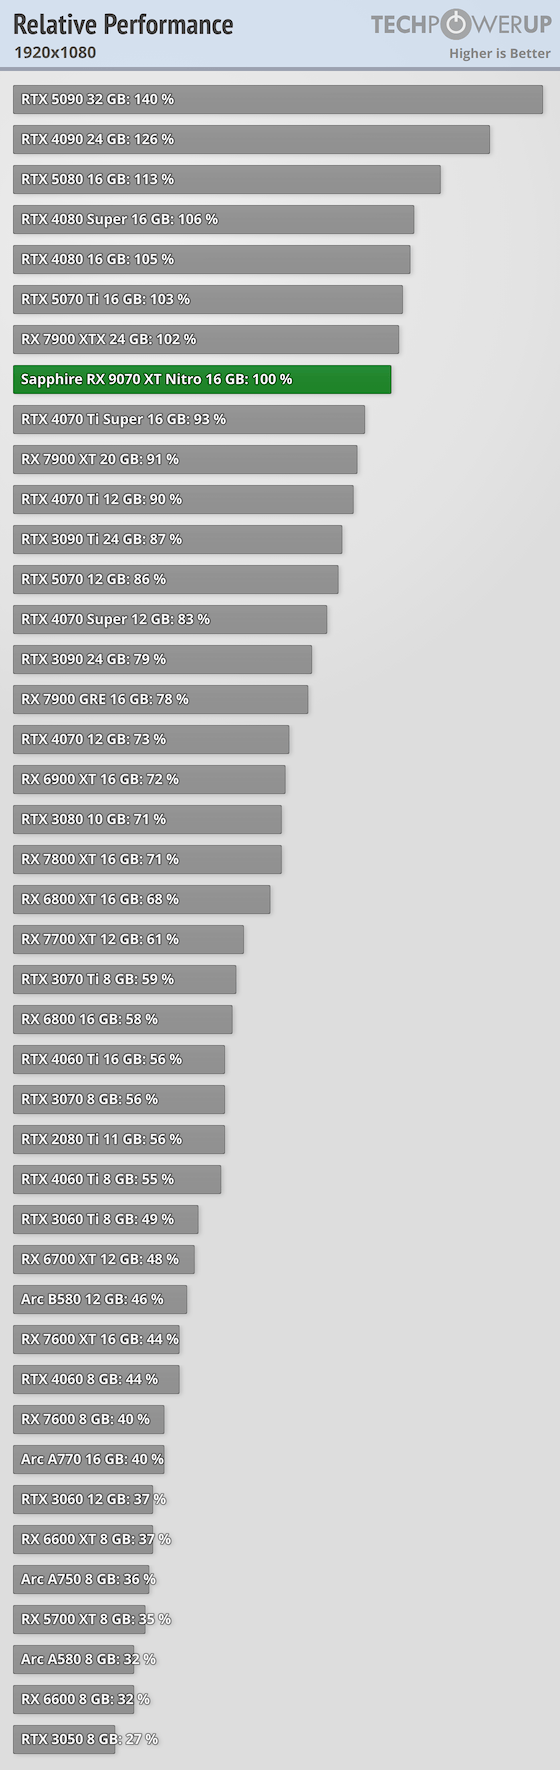 Relative Performance
TECHPOWERUP
1920x1080
Higher is Better
RTX 5090 32 GB: 140 %
RTX 4090 24 GB: 126 %
RTX 5080 16 GB: 113 %
RTX 4080 Super 16 GB: 106 %
RTX 4080 16 GB: 105 %
RTX 5070 Ti 16 GB: 103 %
RX 7900 XTX 24 GB: 102 %
Sapphire RX 9070 XT Nitro 16 GB: 100 %
RTX 4070 Ti Super 16 GB: 93 %
RX 7900 XT 20 GB: 91 %
RTX 4070 Ti 12 GB: 90 %
RTX 3090 Ti 24 GB: 87 %
RTX 5070 12 GB: 86 %
RTX 4070 Super 12 GB: 83 %
RTX 3090 24 GB: 79 %
RX 7900 GRE 16 GB: 78 %
RTX 4070 12 GB: 73 %
RX 6900 XT 16 GB: 72 %
RTX 3080 10 GB: 71 %
RX 7800 XT 16 GB: 71 %
RX 6800 XT 16 GB: 68 %
RX 7700 XT 12 GB: 61 %
RTX 3070 Ti 8 GB: 59 %
RX 6800 16 GB: 58 %
RTX 4060 Ti 16 GB: 56 %
RTX 3070 8 GB: 56 %
RTX 2080 Ti 11 GB: 56 %
RTX 4060 Ti 8 GB: 55 %
RTX 3060 Ti 8 GB: 49 %
RX 6700 XT 12 GB: 48 %
Arc B580 12 GB: 46 %
RX 7600 XT 16 GB: 44 %
RTX 4060 8 GB: 44 %
RX 7600 8 GB: 40 %
Arc A770 16 GB: 40 %
RTX 3060 12 GB: 37 %
RX 6600 XT 8 GB: 37 %
Arc A750 8 GB: 36 %
RX 5700 XT 8 GB: 35 %
Arc A580 8 GB: 32 %
RX 6600 8 GB: 32 %
RTX 3050 8 GB: 27 %